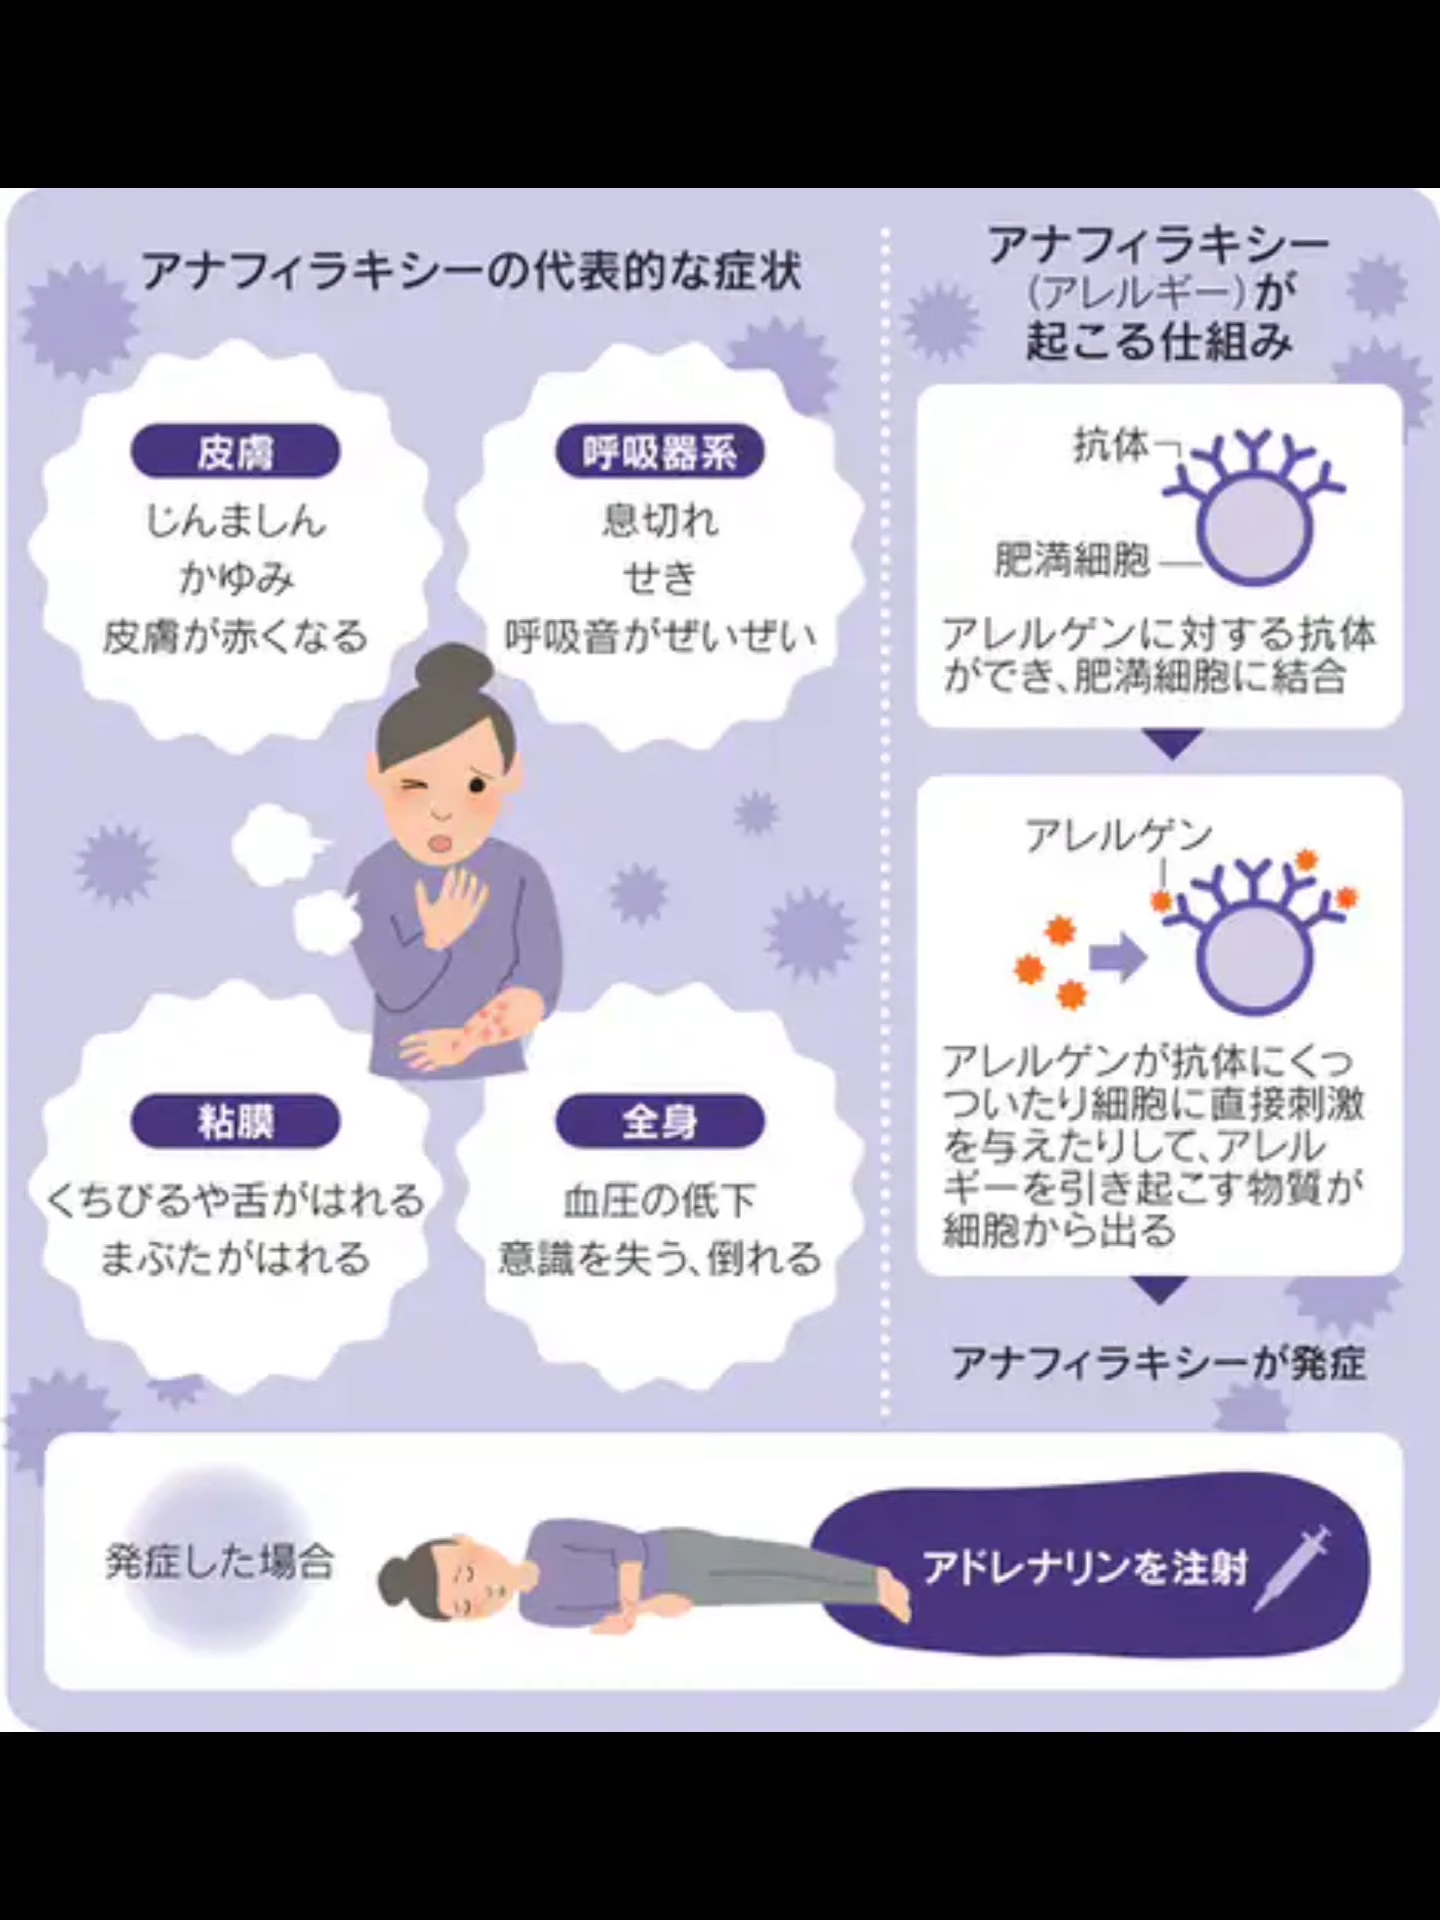 アナフィラキシーの代表的な症状
皮膚
じんましん
かゆみ
皮膚が赤くなる
呼吸器系
息切れ
せき
呼吸音がぜいぜい
粘膜
くちびるや舌がはれる
まぶたがはれる
全身
血圧の低下
意識を失う、倒れる
アナフィラキシー
（アレルギー）が
起こる仕組み
抗体
肥満細胞
アレルゲンに対する抗体
ができ、肥満細胞に結合
アレルゲン
アレルゲンが抗体にくっ
ついたり細胞に直接刺激
を与えたりして、アレル
ギーを引き起こす物質が
細胞から出る
アナフィラキシーが発症
発症した場合
アドレナリンを注射